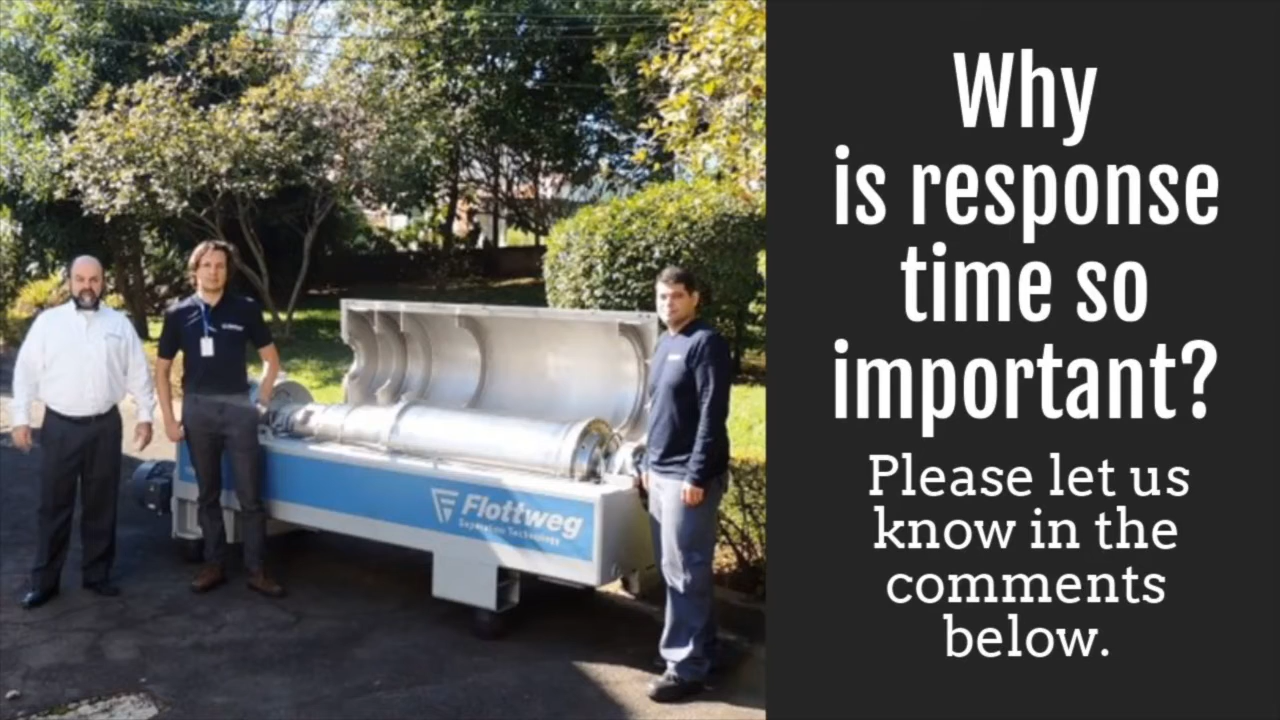 Why
is response
time so
important?
Please let us
know in the
comments
below.
Flottweg
Separation Technology